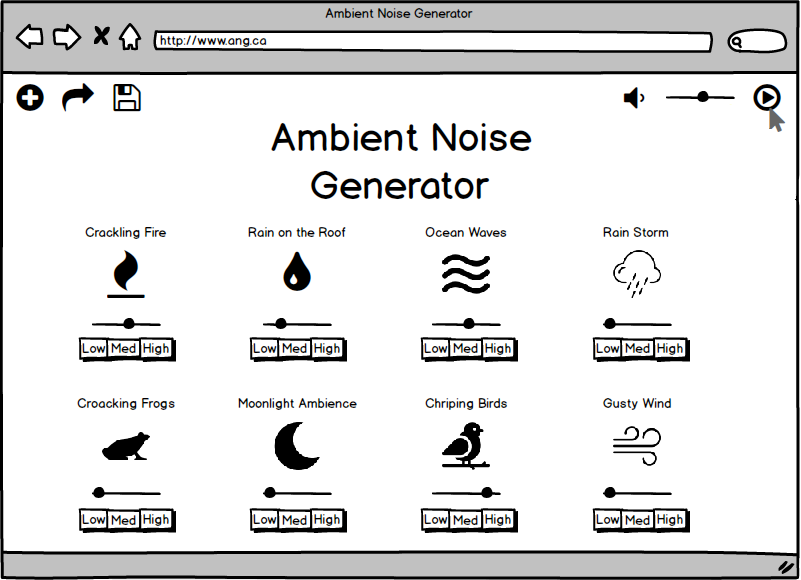 Ambient Noise Generator
http://www.ang.ca
Ambient Noise
Generator
Crackling Fire Rain on the Roof Ocean Waves Rain Storm
Low Med High Low Med High Low Med High Low Med High
Croacking Frogs Moonlight Ambience Chriping Birds Gusty Wind
Low Med High Low Med High Low Med High Low Med High